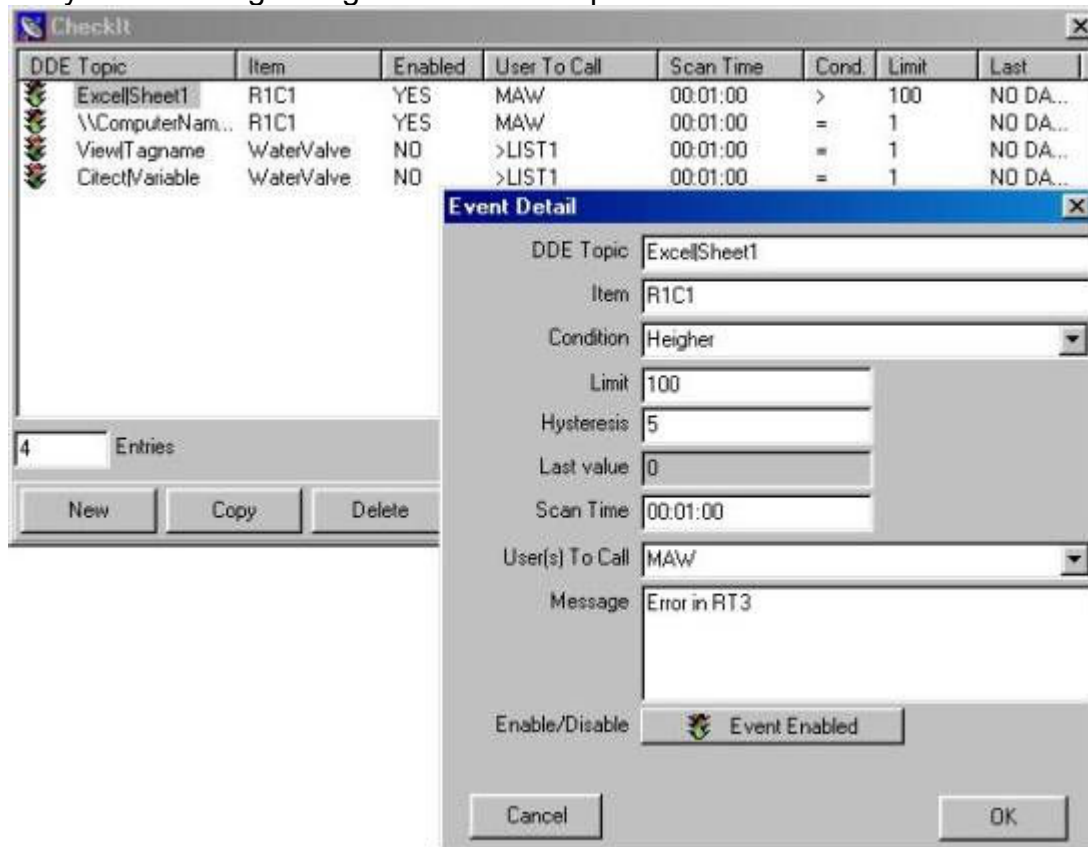 CheckIt
DDE Topic Item Enabled User To Call Scan Time Cond. Limit Last
Excel|Sheet1 R1C1 YES MAW 00:01:00 > 100 NO DA...
\\ComputerNam... R1C1 YES MAW 00:01:00 = 1 NO DA...
View|Tagname WaterValve NO >LIST1 00:01:00 = 1 NO DA...
Citect|Variable WaterValve NO >LIST1 00:01:00 = 1 NO DA...
4 Entries
New Copy Delete
Event Detail
DDE Topic Excel|Sheet1
Item R1C1
Condition Heigher
Limit 100
Hysteresis 5
Last value 0
Scan Time 00:01:00
User(s) To Call MAW
Message Error in RT3
Enable/Disable Event Enabled
Cancel OK